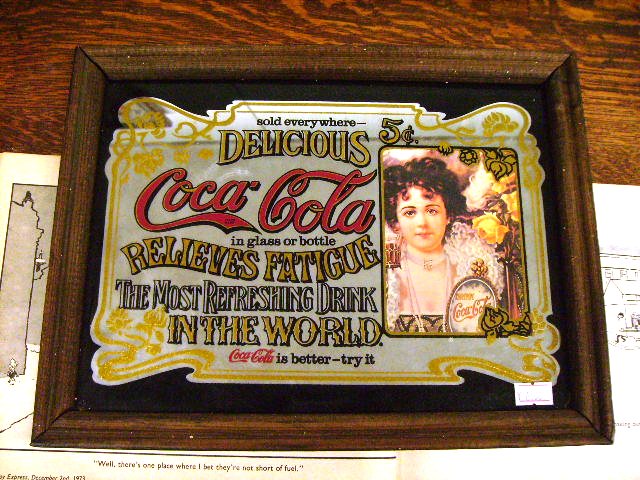 sold everywhere— 5¢.
DELICIOUS
Coca-Cola
in glass or bottle
RELIEVES FATIGUE
THE MOST REFRESHING DRINK
IN THE WORLD.
Coca-Cola is better—try it
DRINK
Coca-Cola
"Well, there's one place where I bet they're not short of fuel."
Express, December 2nd, 1973